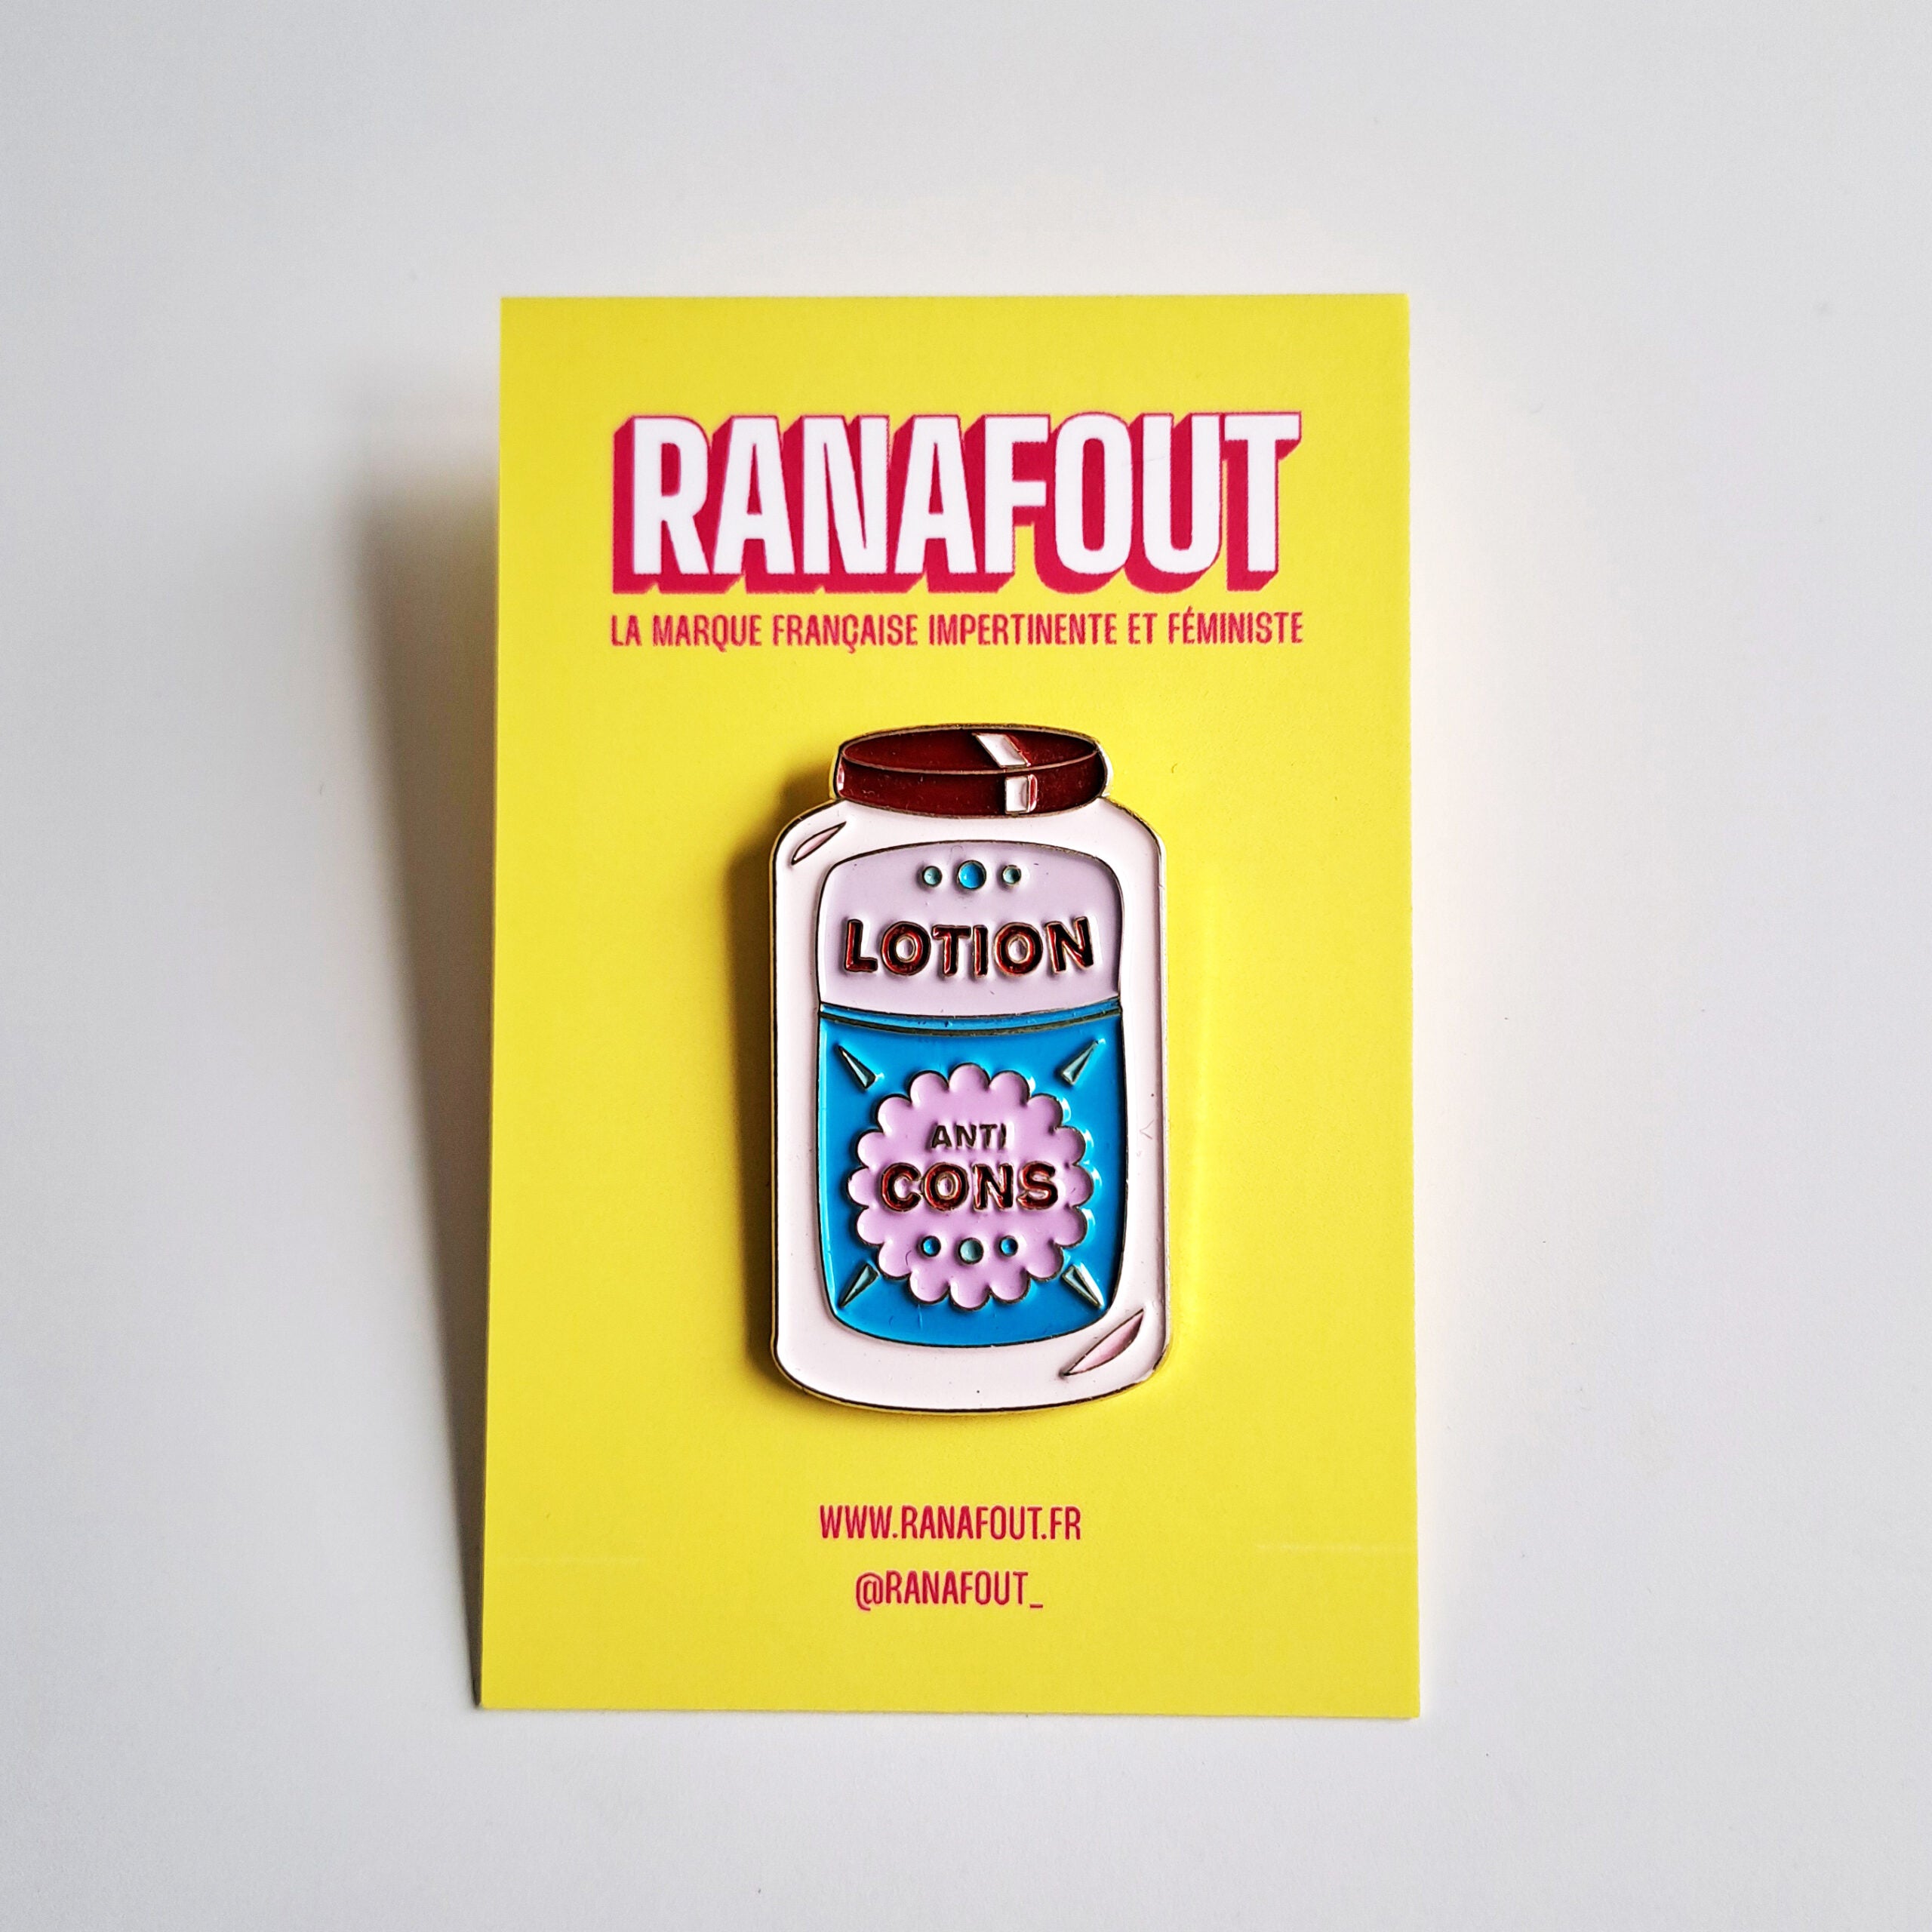 RANAFOUT
LA MARQUE FRANÇAISE IMPERTINENTE ET FÉMINISTE
LOTION
ANTI
CONS
WWW.RANAFOUT.FR
@RANAFOUT_